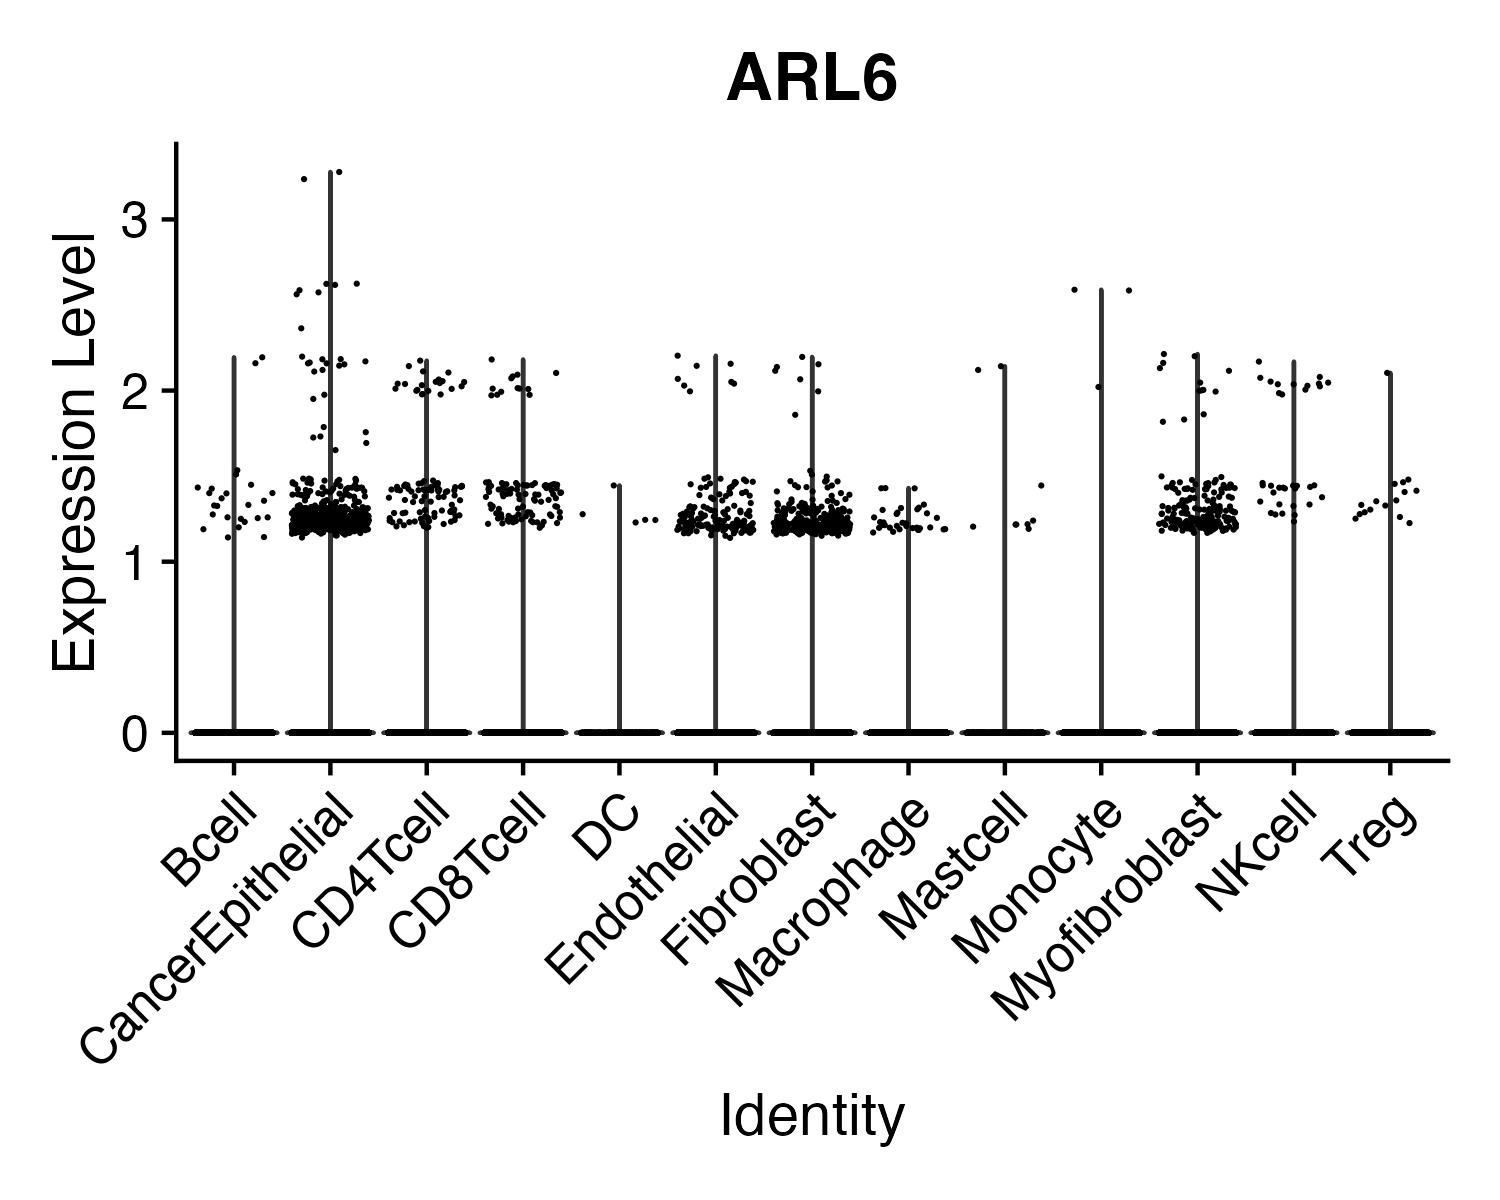 ARL6
Expression Level
3
2
1
0
Bcell
CancerEpithelial
CD4Tcell
CD8Tcell
DC
Endothelial
Fibroblast
Macrophage
Mastcell
Monocyte
Myofibroblast
NKcell
Treg
Identity